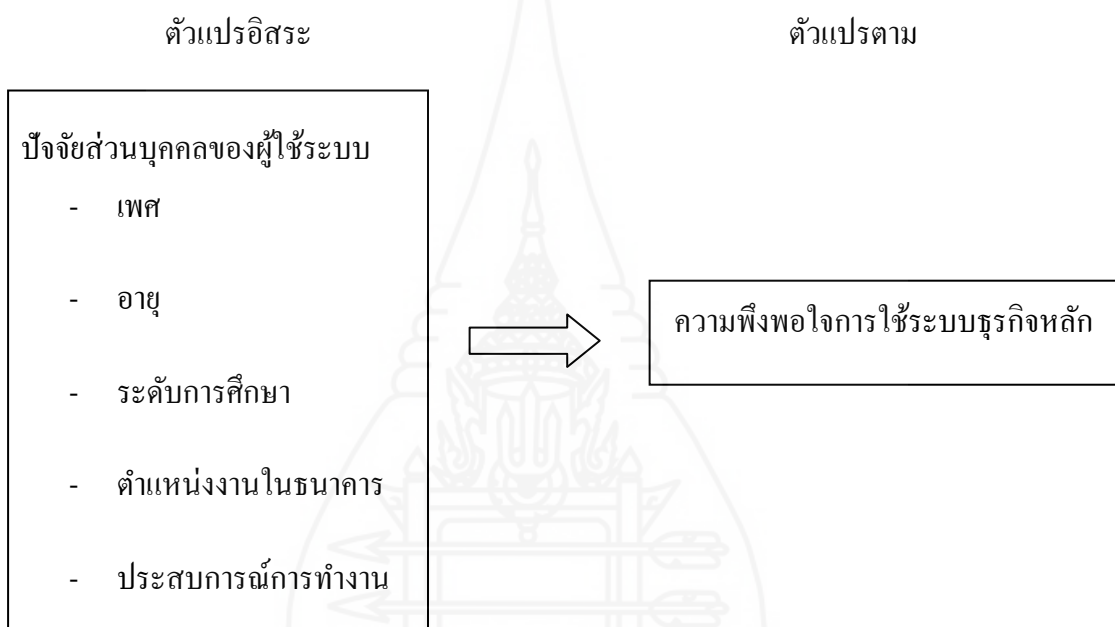 ตัวแปรอิสระ
ตัวแปรตาม
ปัจจัยส่วนบุคคลของผู้ใช้ระบบ
- เพศ
- อายุ
- ระดับการศึกษา
- ตำแหน่งงานในธนาคาร
- ประสบการณ์การทำงาน
ความพึงพอใจการใช้ระบบธุรกิจหลัก